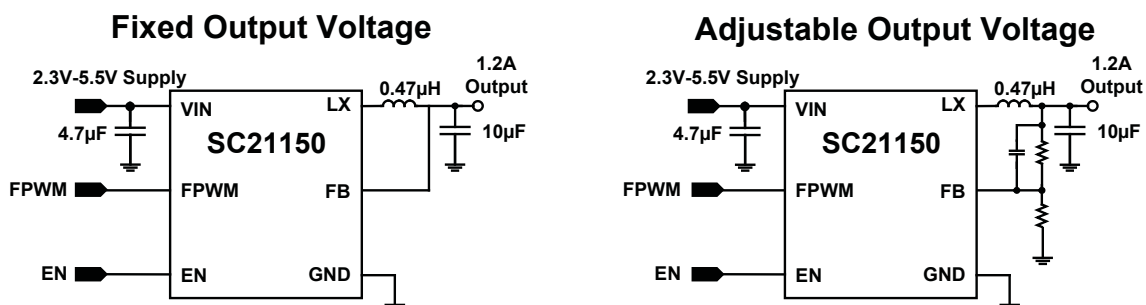 Fixed Output Voltage
2.3V-5.5V Supply
4.7µF
VIN
LX
0.47µH
1.2A
Output
10µF
SC21150
FPWM
FPWM
FB
EN
EN
GND
Adjustable Output Voltage
2.3V-5.5V Supply
4.7µF
VIN
LX
0.47µH
1.2A
Output
10µF
SC21150
FPWM
FPWM
FB
EN
EN
GND